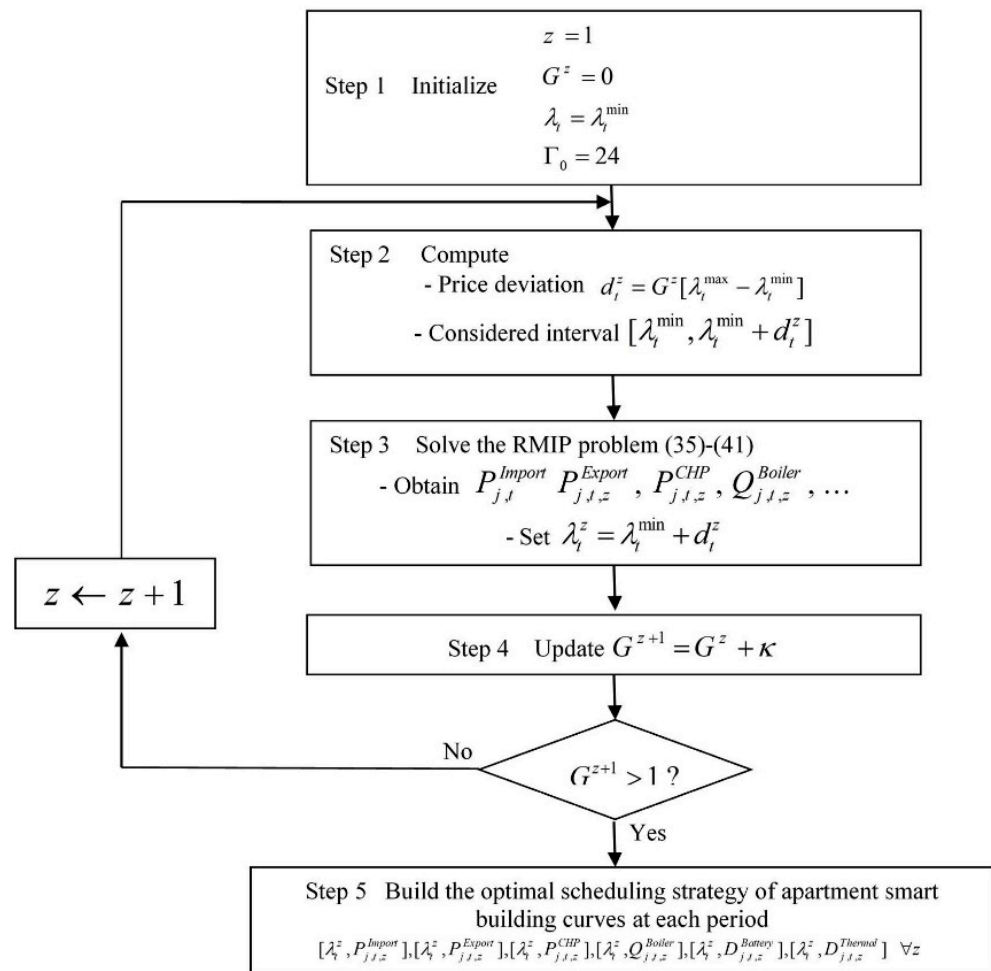 Step 1 Initialize
z = 1
G^z = 0
λ_t = λ_t^min
Γ_0 = 24
Step 2 Compute
- Price deviation d_t^z = G^z[λ_t^max − λ_t^min]
- Considered interval [λ_t^min, λ_t^min + d_t^z]
Step 3 Solve the RMIP problem (35)-(41)
- Obtain P_{j,t}^{Import} P_{j,t,z}^{Export} , P_{j,t,z}^{CHP} , Q_{j,t,z}^{Boiler} , ...
- Set λ_t^z = λ_t^min + d_t^z
z ← z + 1
Step 4 Update G^{z+1} = G^z + κ
No
G^{z+1} > 1 ?
Yes
Step 5 Build the optimal scheduling strategy of apartment smart
building curves at each period
[λ_t^z, P_{j,t,z}^{Import}],[λ_t^z, P_{j,t,z}^{Export}],[λ_t^z, P_{j,t,z}^{CHP}],[λ_t^z, Q_{j,t,z}^{Boiler}],[λ_t^z, D_{j,t,z}^{Battery}],[λ_t^z, D_{j,t,z}^{Thermal}] ∀z